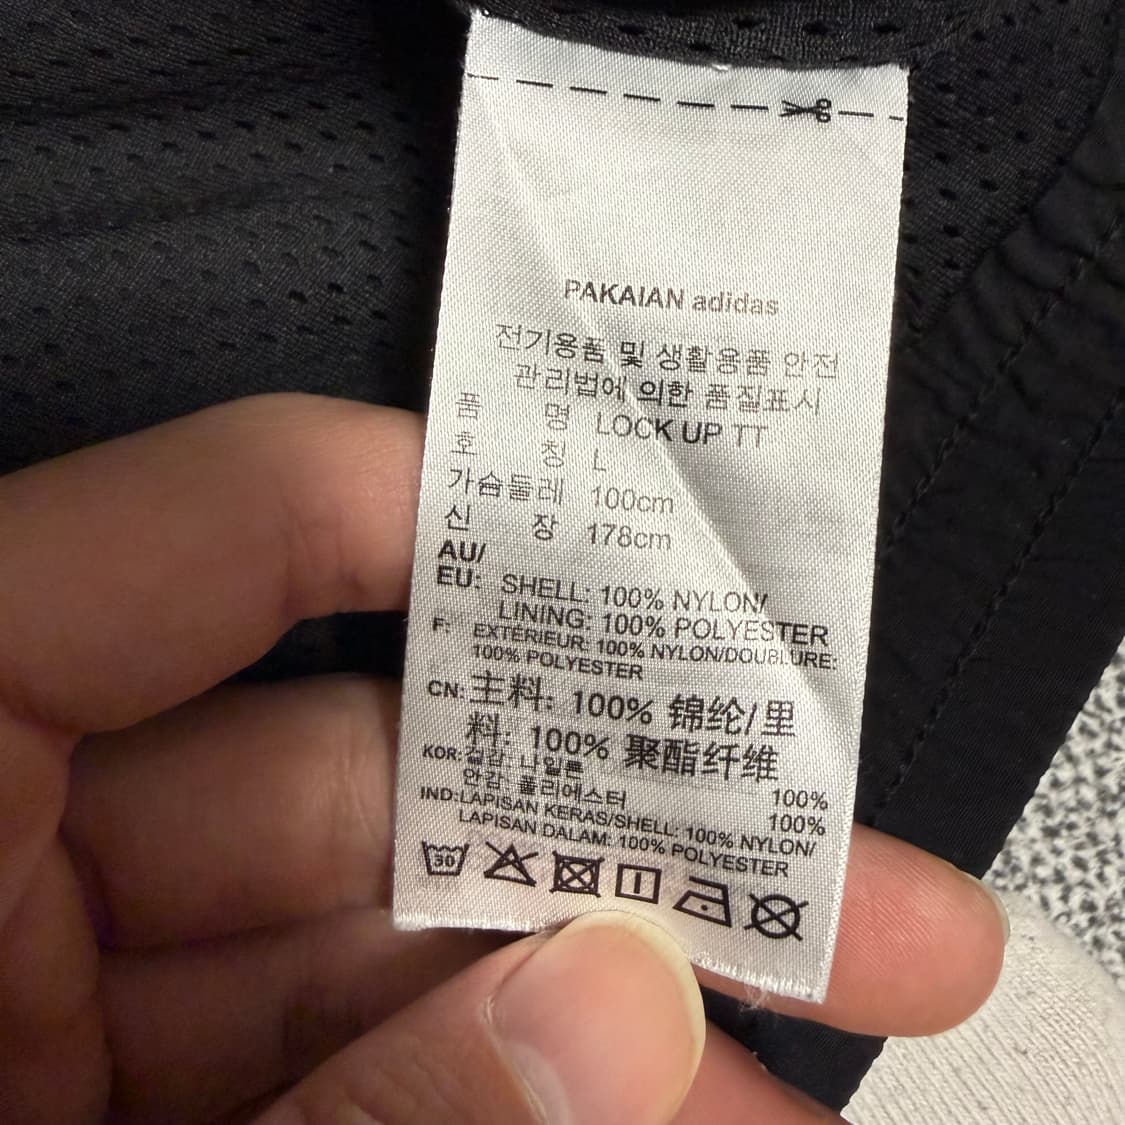 PAKAIAN adidas
전기용품 및 생활용품 안전
관리법에 의한 품질표시
품 명 LOCK UP TT
호 칭 L
가슴둘레 100cm
신 장 178cm
AU/
EU: SHELL: 100% NYLON/
LINING: 100% POLYESTER
F: EXTÉRIEUR: 100% NYLON/DOUBLURE:
100% POLYESTER
CN: 主料: 100% 锦纶/里
料: 100% 聚酯纤维
KOR: 겉감: 나일론 100%
안감: 폴리에스터 100%
IND: LAPISAN KERAS/SHELL: 100% NYLON/
LAPISAN DALAM: 100% POLYESTER
30